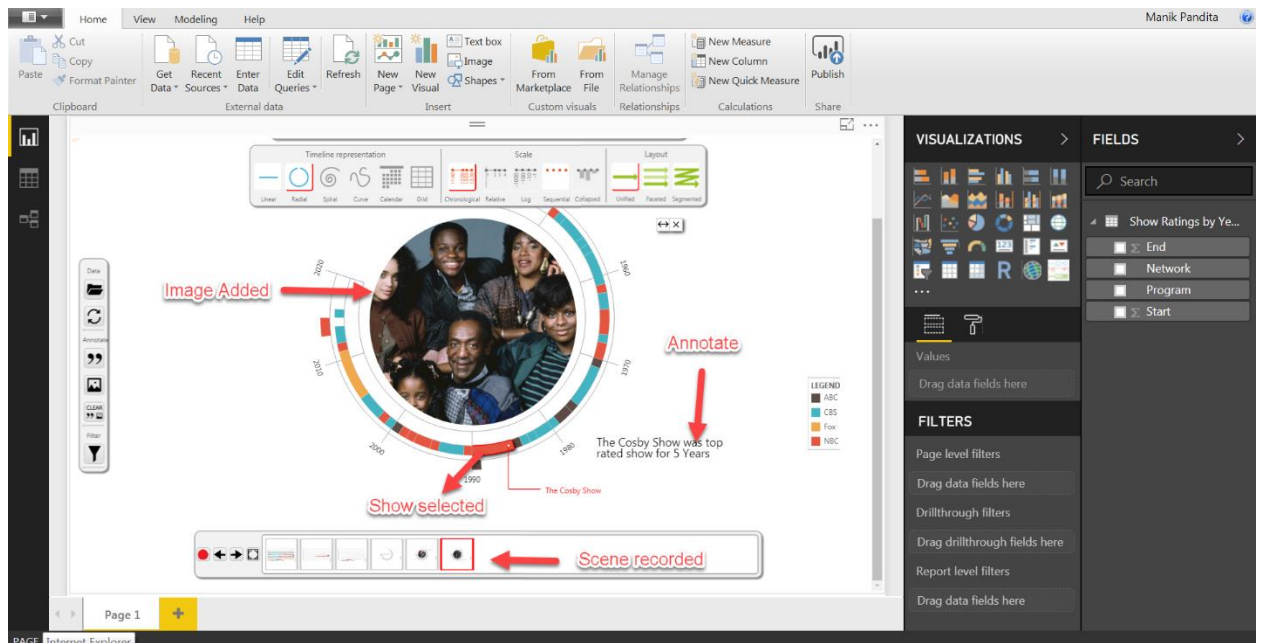 Home View Modeling Help
Manik Pandita
Paste
Cut
Copy
Format Painter
Clipboard
Get Data
Recent Sources
Enter Data
Edit Queries
Refresh
External data
New Page
New Visual
Text box
Image
Shapes
Insert
From Marketplace
From File
Custom visuals
Manage Relationships
Relationships
New Measure
New Column
New Quick Measure
Calculations
Publish
Share
Timeline representation
Linear Radial Spiral Curve Calendar Grid
Scale
Chronological Relative Log Sequential Collapsed
Layout
Unified Faceted Segmented
Data
Annotate
CLEAR
Filter
Image Added
2020
2010
2000
1990
1980
1970
1960
Annotate
The Cosby Show was top
rated show for 5 Years
The Cosby Show
Show selected
Scene recorded
LEGEND
ABC
CBS
Fox
NBC
VISUALIZATIONS
123
R
Values
Drag data fields here
FILTERS
Page level filters
Drag data fields here
Drillthrough filters
Drag drillthrough fields here
Report level filters
Drag data fields here
FIELDS
Search
Show Ratings by Ye...
Σ End
Network
Program
Σ Start
Page 1
PAGE
Internet Explorer